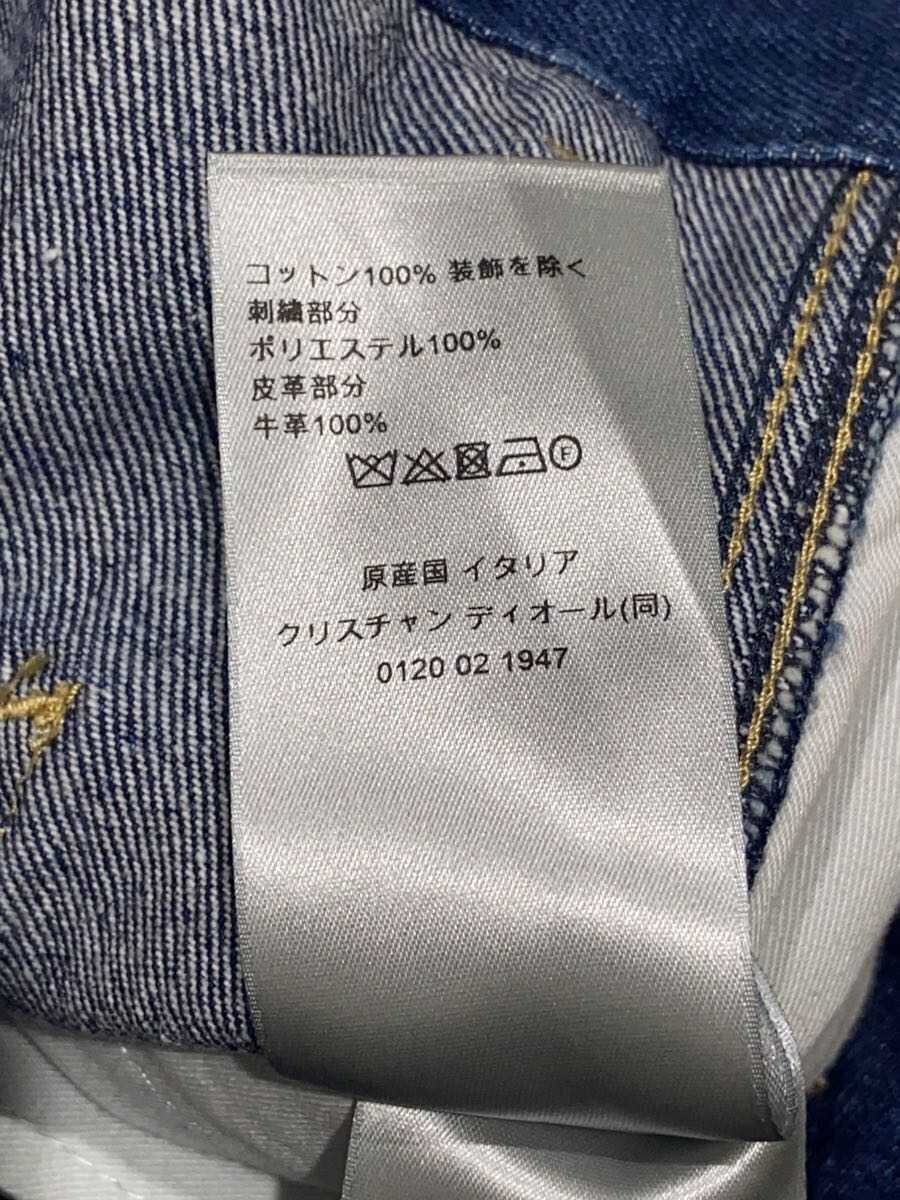 コットン100% 装飾を除く
刺繍部分
ポリエステル100%
皮革部分
牛革100%
F
原産国 イタリア
クリスチャン ディオール(同)
0120 02 1947